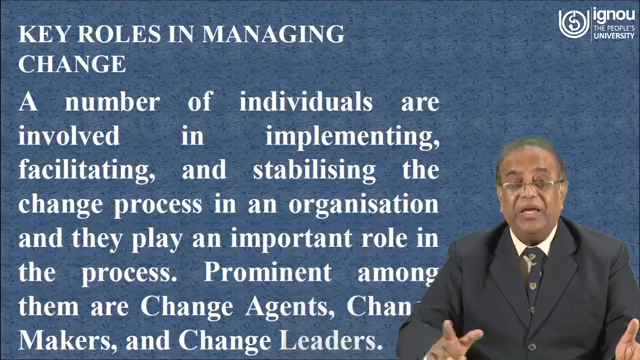 ignou
THE PEOPLE'S
UNIVERSITY
KEY ROLES IN MANAGING
CHANGE
A number of individuals are
involved in implementing,
facilitating, and stabilising the
change process in an organisation
and they play an important role in
the process. Prominent among
them are Change Agents, Chan
Makers, and Change Leaders.